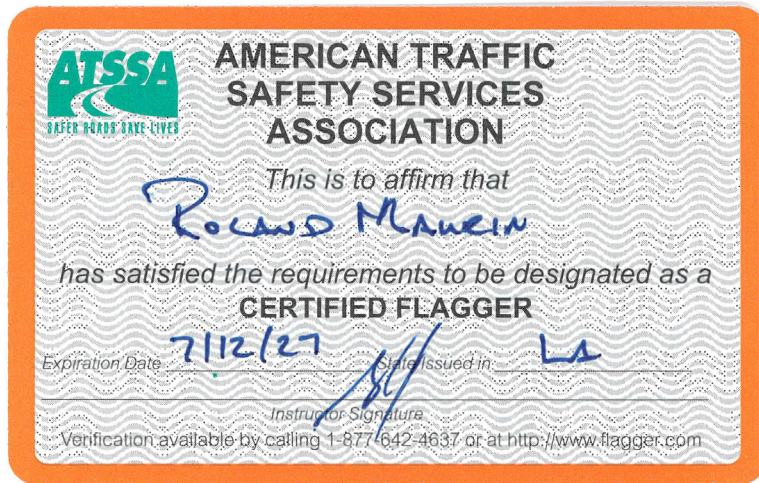 ATSSA
SAFER ROADS SAVE LIVES
AMERICAN TRAFFIC
SAFETY SERVICES
ASSOCIATION
This is to affirm that
ROLAND MAURIN
has satisfied the requirements to be designated as a
CERTIFIED FLAGGER
Expiration Date 7/12/27 State Issued in LA
Instructor Signature
Verification available by calling 1-877-642-4637 or at http://www.flagger.com